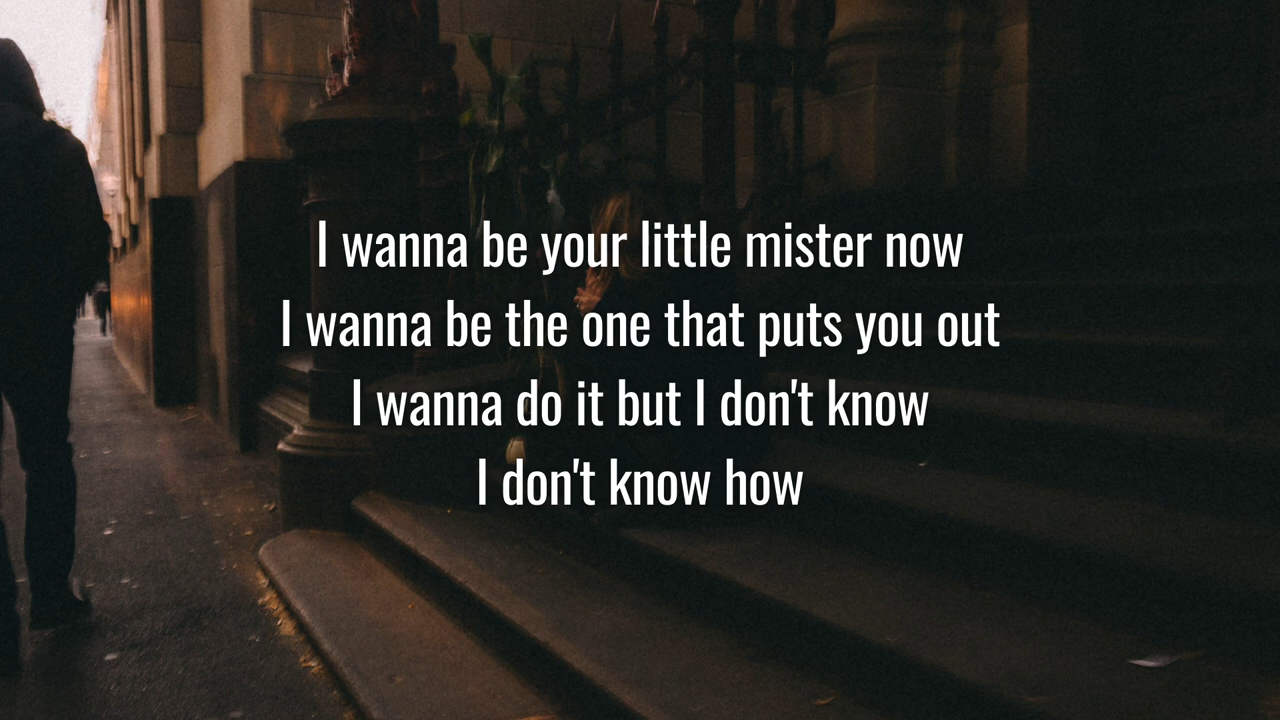 I wanna be your little mister now
I wanna be the one that puts you out
I wanna do it but I don't know
I don't know how